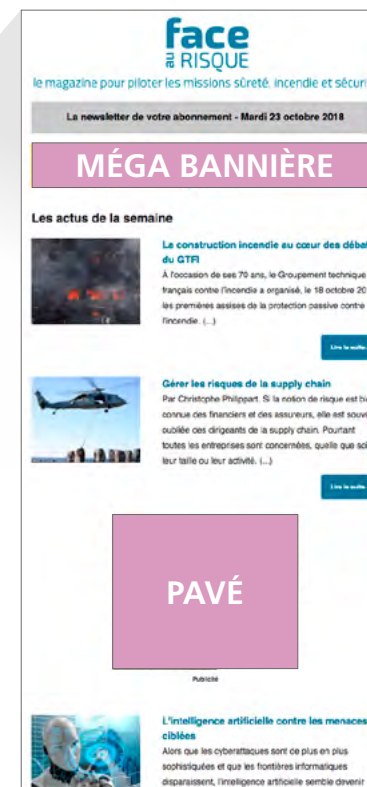 face
AU RISQUE
le magazine pour piloter les missions sûreté, incendie et sécuri
La newsletter de votre abonnement - Mardi 23 octobre 2018
MÉGA BANNIÈRE
Les actus de la semaine
La construction incendie au cœur des débat
du GTFI
À l'occasion de ses 70 ans, le Groupement technique
français contre l'incendie a organisé, le 18 octobre 20
les premières assises de la protection passive contre
l'incendie. (...)
Lire la suite
Gérer les risques de la supply chain
Par Christophe Philippart. Si la notion de risque est bi
connue des financiers et des assureurs, elle est souve
oubliée des dirigeants de la supply chain. Pourtant
toutes les entreprises sont concernées, quelle que soi
leur taille ou leur activité. (...)
Lire la suite
PAVÉ
Publicité
L'intelligence artificielle contre les menaces
ciblées
Alors que les cyberattaques sont de plus en plus
sophistiquées et que les frontières informatiques
disparaissent, l'intelligence artificielle semble devenir